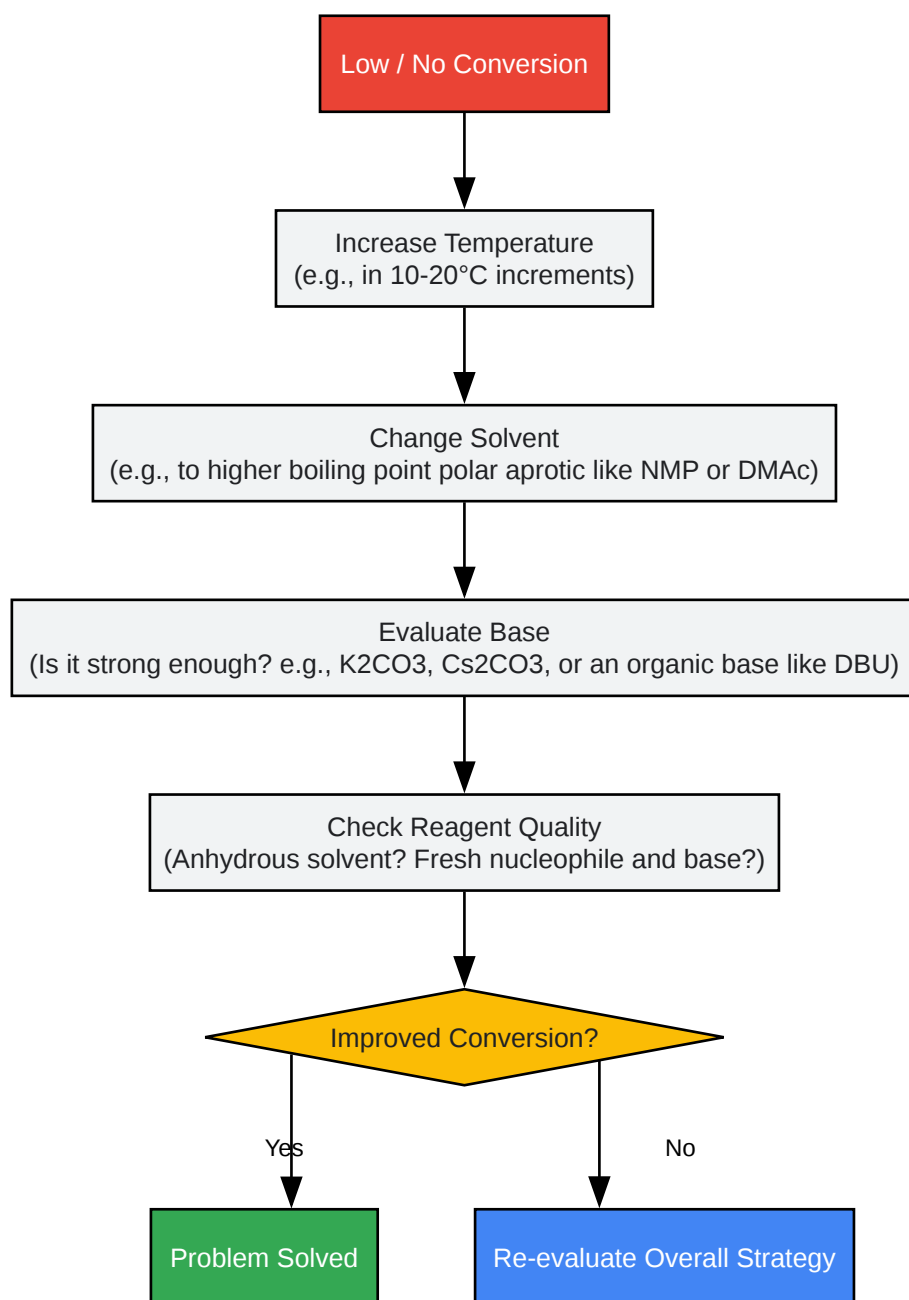 Low / No Conversion
Increase Temperature
(e.g., in 10-20°C increments)
Change Solvent
(e.g., to higher boiling point polar aprotic like NMP or DMAc)
Evaluate Base
(Is it strong enough? e.g., K2CO3, Cs2CO3, or an organic base like DBU)
Check Reagent Quality
(Anhydrous solvent? Fresh nucleophile and base?)
Improved Conversion?
Yes
No
Problem Solved
Re-evaluate Overall Strategy